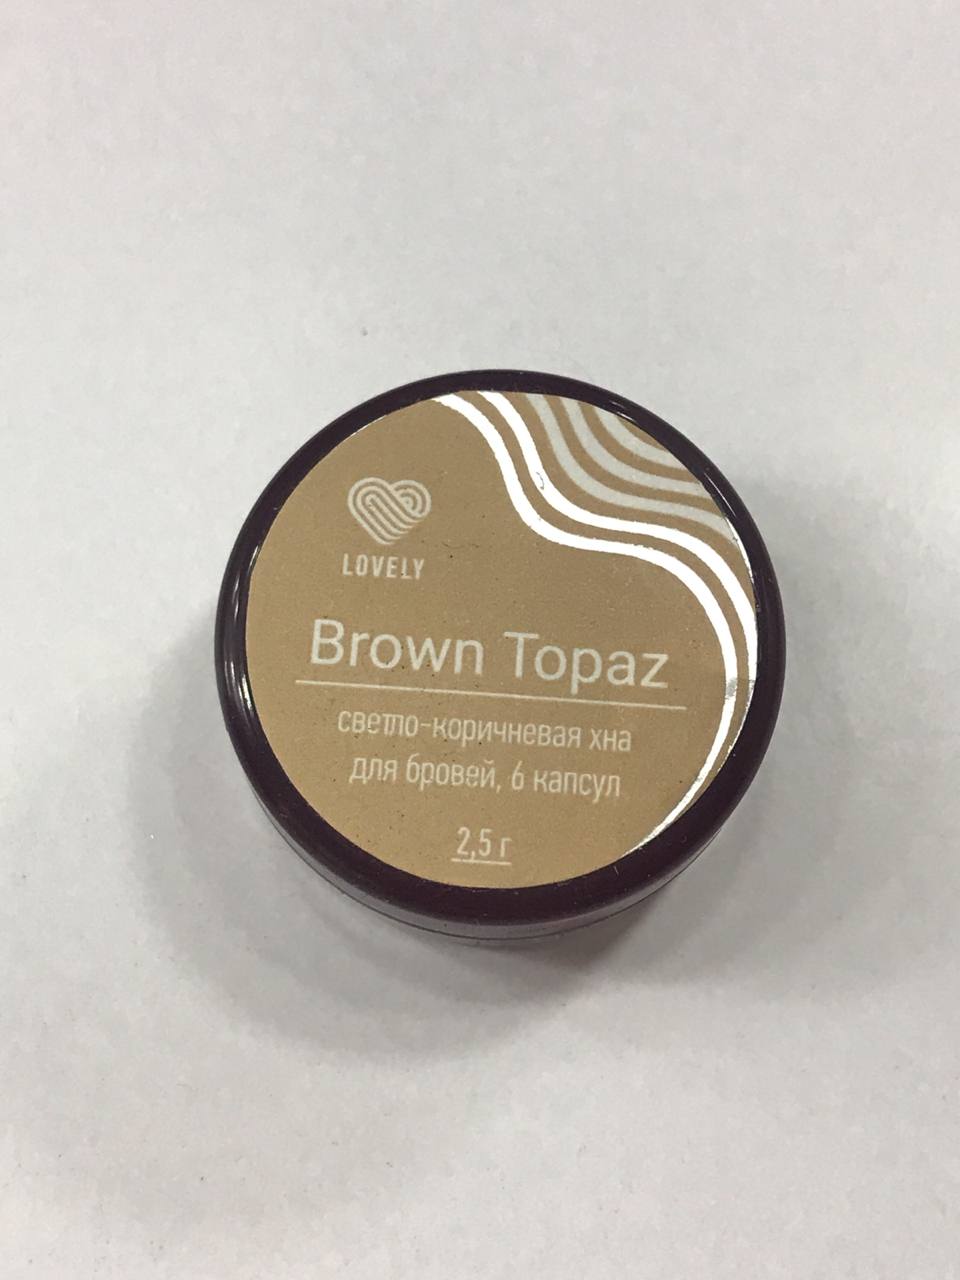 LOVELY
Brown Topaz
светло-коричневая хна
для бровей, 6 капсул
2,5 г